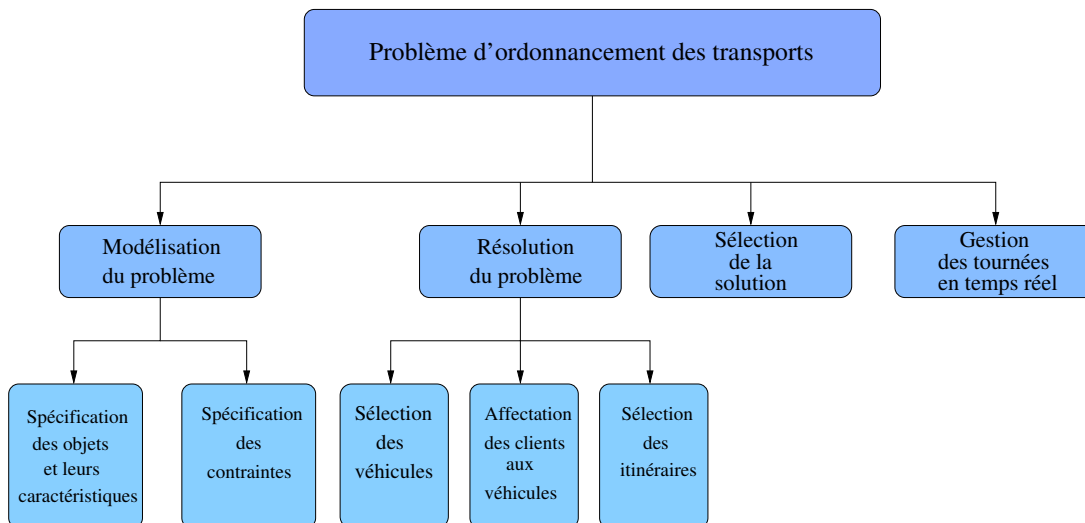 Problème d'ordonnancement des transports
Modélisation
du problème
Résolution
du problème
Sélection
de la
solution
Gestion
des tournées
en temps réel
Spécification
des objets
et leurs
caractéristiques
Spécification
des
contraintes
Sélection
des
véhicules
Affectation
des clients
aux
véhicules
Sélection
des
itinéraires